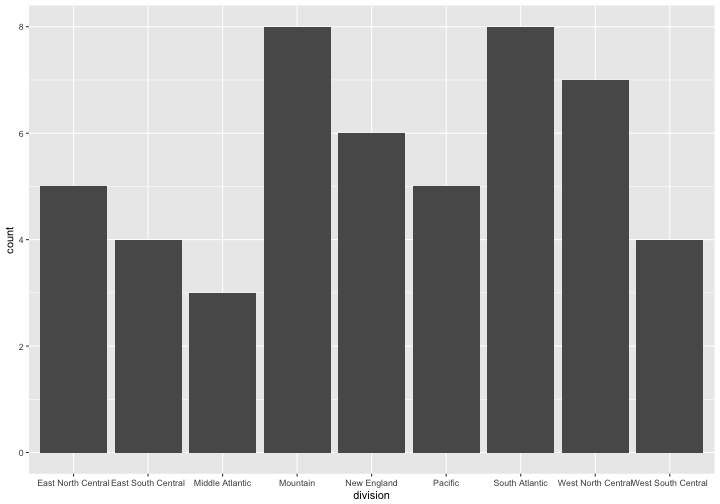 8
6
4
2
0
count
East North Central East South Central Middle Atlantic Mountain New England Pacific South Atlantic West North Central West South Central
division